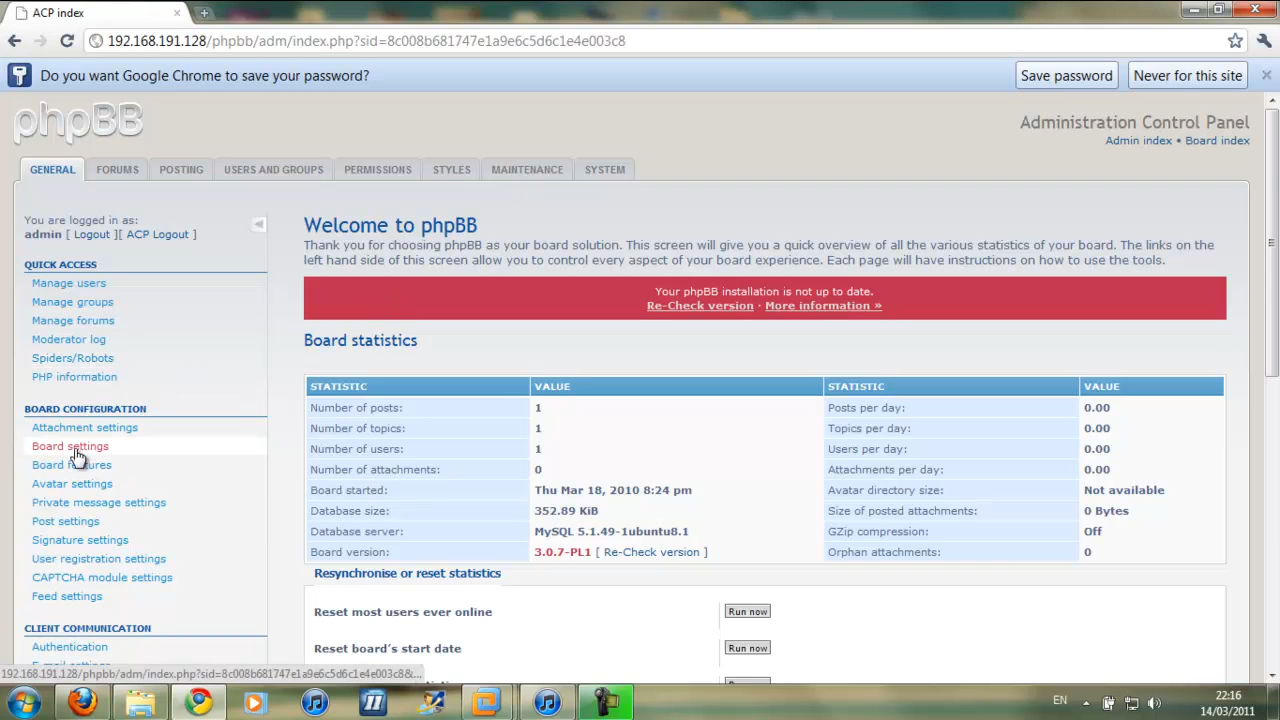 ACP index
192.168.191.128/phpbb/adm/index.php?sid=8c008b681747e1a9e6c5d6c1e4e003c8
Do you want Google Chrome to save your password?
Save password
Never for this site
phpBB
Administration Control Panel
Admin index • Board index
GENERAL
FORUMS
POSTING
USERS AND GROUPS
PERMISSIONS
STYLES
MAINTENANCE
SYSTEM
You are logged in as:
admin [ Logout ][ ACP Logout ]
QUICK ACCESS
Manage users
Manage groups
Manage forums
Moderator log
Spiders/Robots
PHP information
BOARD CONFIGURATION
Attachment settings
Board settings
Board features
Avatar settings
Private message settings
Post settings
Signature settings
User registration settings
CAPTCHA module settings
Feed settings
CLIENT COMMUNICATION
Authentication
Welcome to phpBB
Thank you for choosing phpBB as your board solution. This screen will give you a quick overview of all the various statistics of your board. The links on the
left hand side of this screen allow you to control every aspect of your board experience. Each page will have instructions on how to use the tools.
Your phpBB installation is not up to date.
Re-Check version · More information »
Board statistics
STATISTIC VALUE STATISTIC VALUE
Number of posts: 1 Posts per day: 0.00
Number of topics: 1 Topics per day: 0.00
Number of users: 1 Users per day: 0.00
Number of attachments: 0 Attachments per day: 0.00
Board started: Thu Mar 18, 2010 8:24 pm Avatar directory size: Not available
Database size: 352.89 KiB Size of posted attachments: 0 Bytes
Database server: MySQL 5.1.49-1ubuntu8.1 GZip compression: Off
Board version: 3.0.7-PL1 [ Re-Check version ] Orphan attachments: 0
Resynchronise or reset statistics
Reset most users ever online Run now
Reset board's start date Run now
192.168.191.128/phpbb/adm/index.php?sid=8c008b681747e1a9e6c5d6c1e4e003c8&...
EN
22:16
14/03/2011